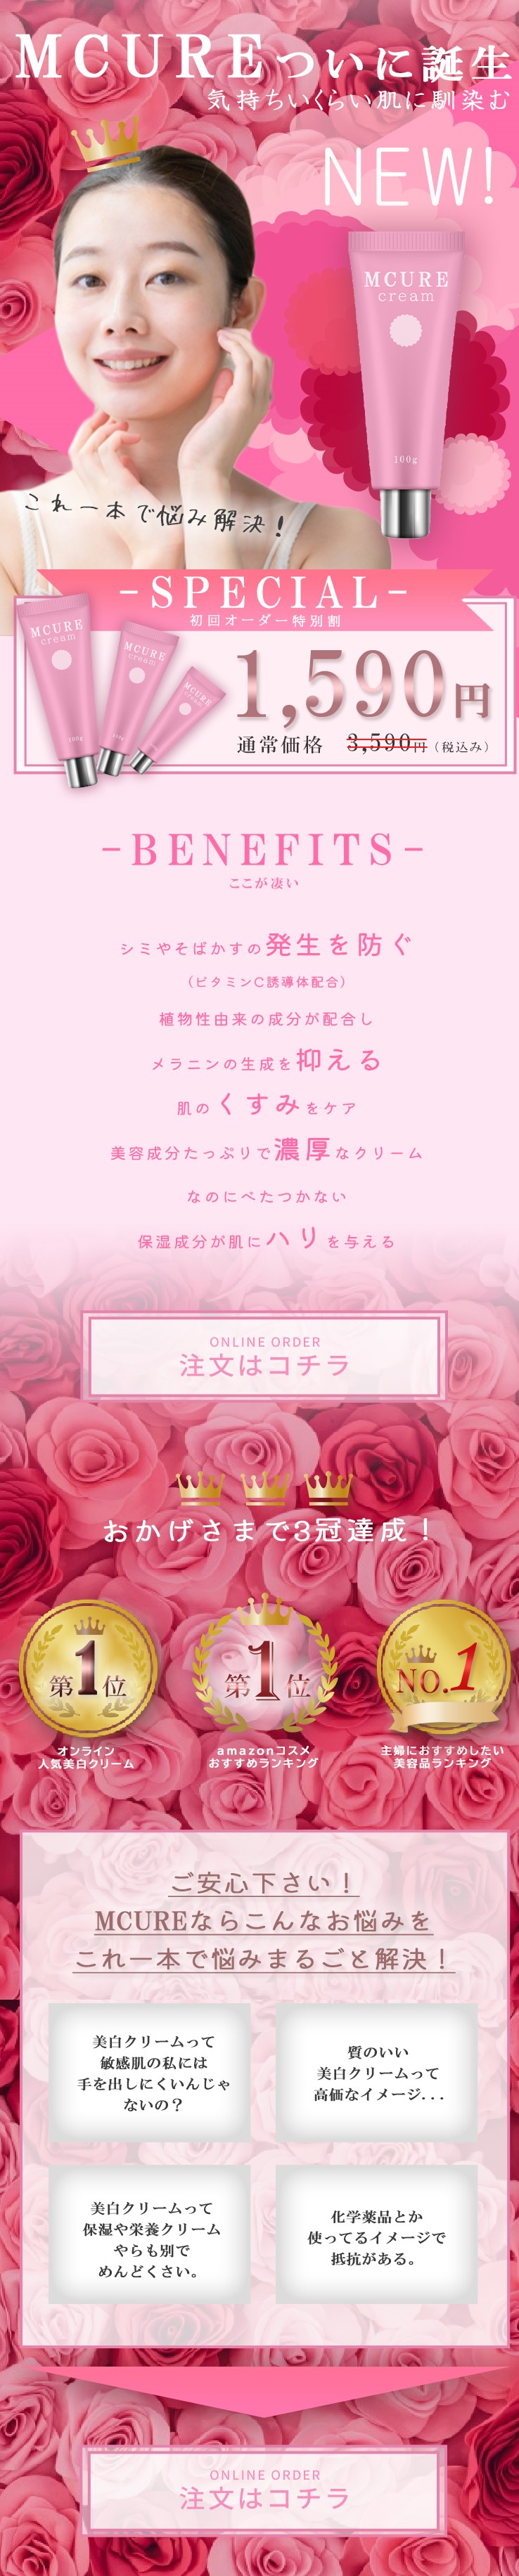 MCUREついに誕生
気持ちいいくらい肌に馴染む
NEW!
MCURE
cream
100g
これ一本で悩み解決！
-SPECIAL-
初回オーダー特別割
MCURE
cream
100g
MCURE
cream
MCURE
cream
1,590円
通常価格 3,590円（税込み）
-BENEFITS-
ここが凄い
シミやそばかすの発生を防ぐ
（ビタミンC誘導体配合）
植物性由来の成分が配合し
メラニンの生成を抑える
肌のくすみをケア
美容成分たっぷりで濃厚なクリーム
なのにべたつかない
保湿成分が肌にハリを与える
ONLINE ORDER
注文はコチラ
おかげさまで3冠達成！
第1位
オンライン
人気美白クリーム
第1位
amazonコスメ
おすすめランキング
NO.1
主婦におすすめしたい
美容品ランキング
ご安心下さい！
MCUREならこんなお悩みを
これ一本で悩みまるごと解決！
美白クリームって
敏感肌の私には
手を出しにくいんじゃ
ないの？
質のいい
美白クリームって
高価なイメージ...
美白クリームって
保湿や栄養クリーム
やらも別で
めんどくさい。
化学薬品とか
使ってるイメージで
抵抗がある。
ONLINE ORDER
注文はコチラ